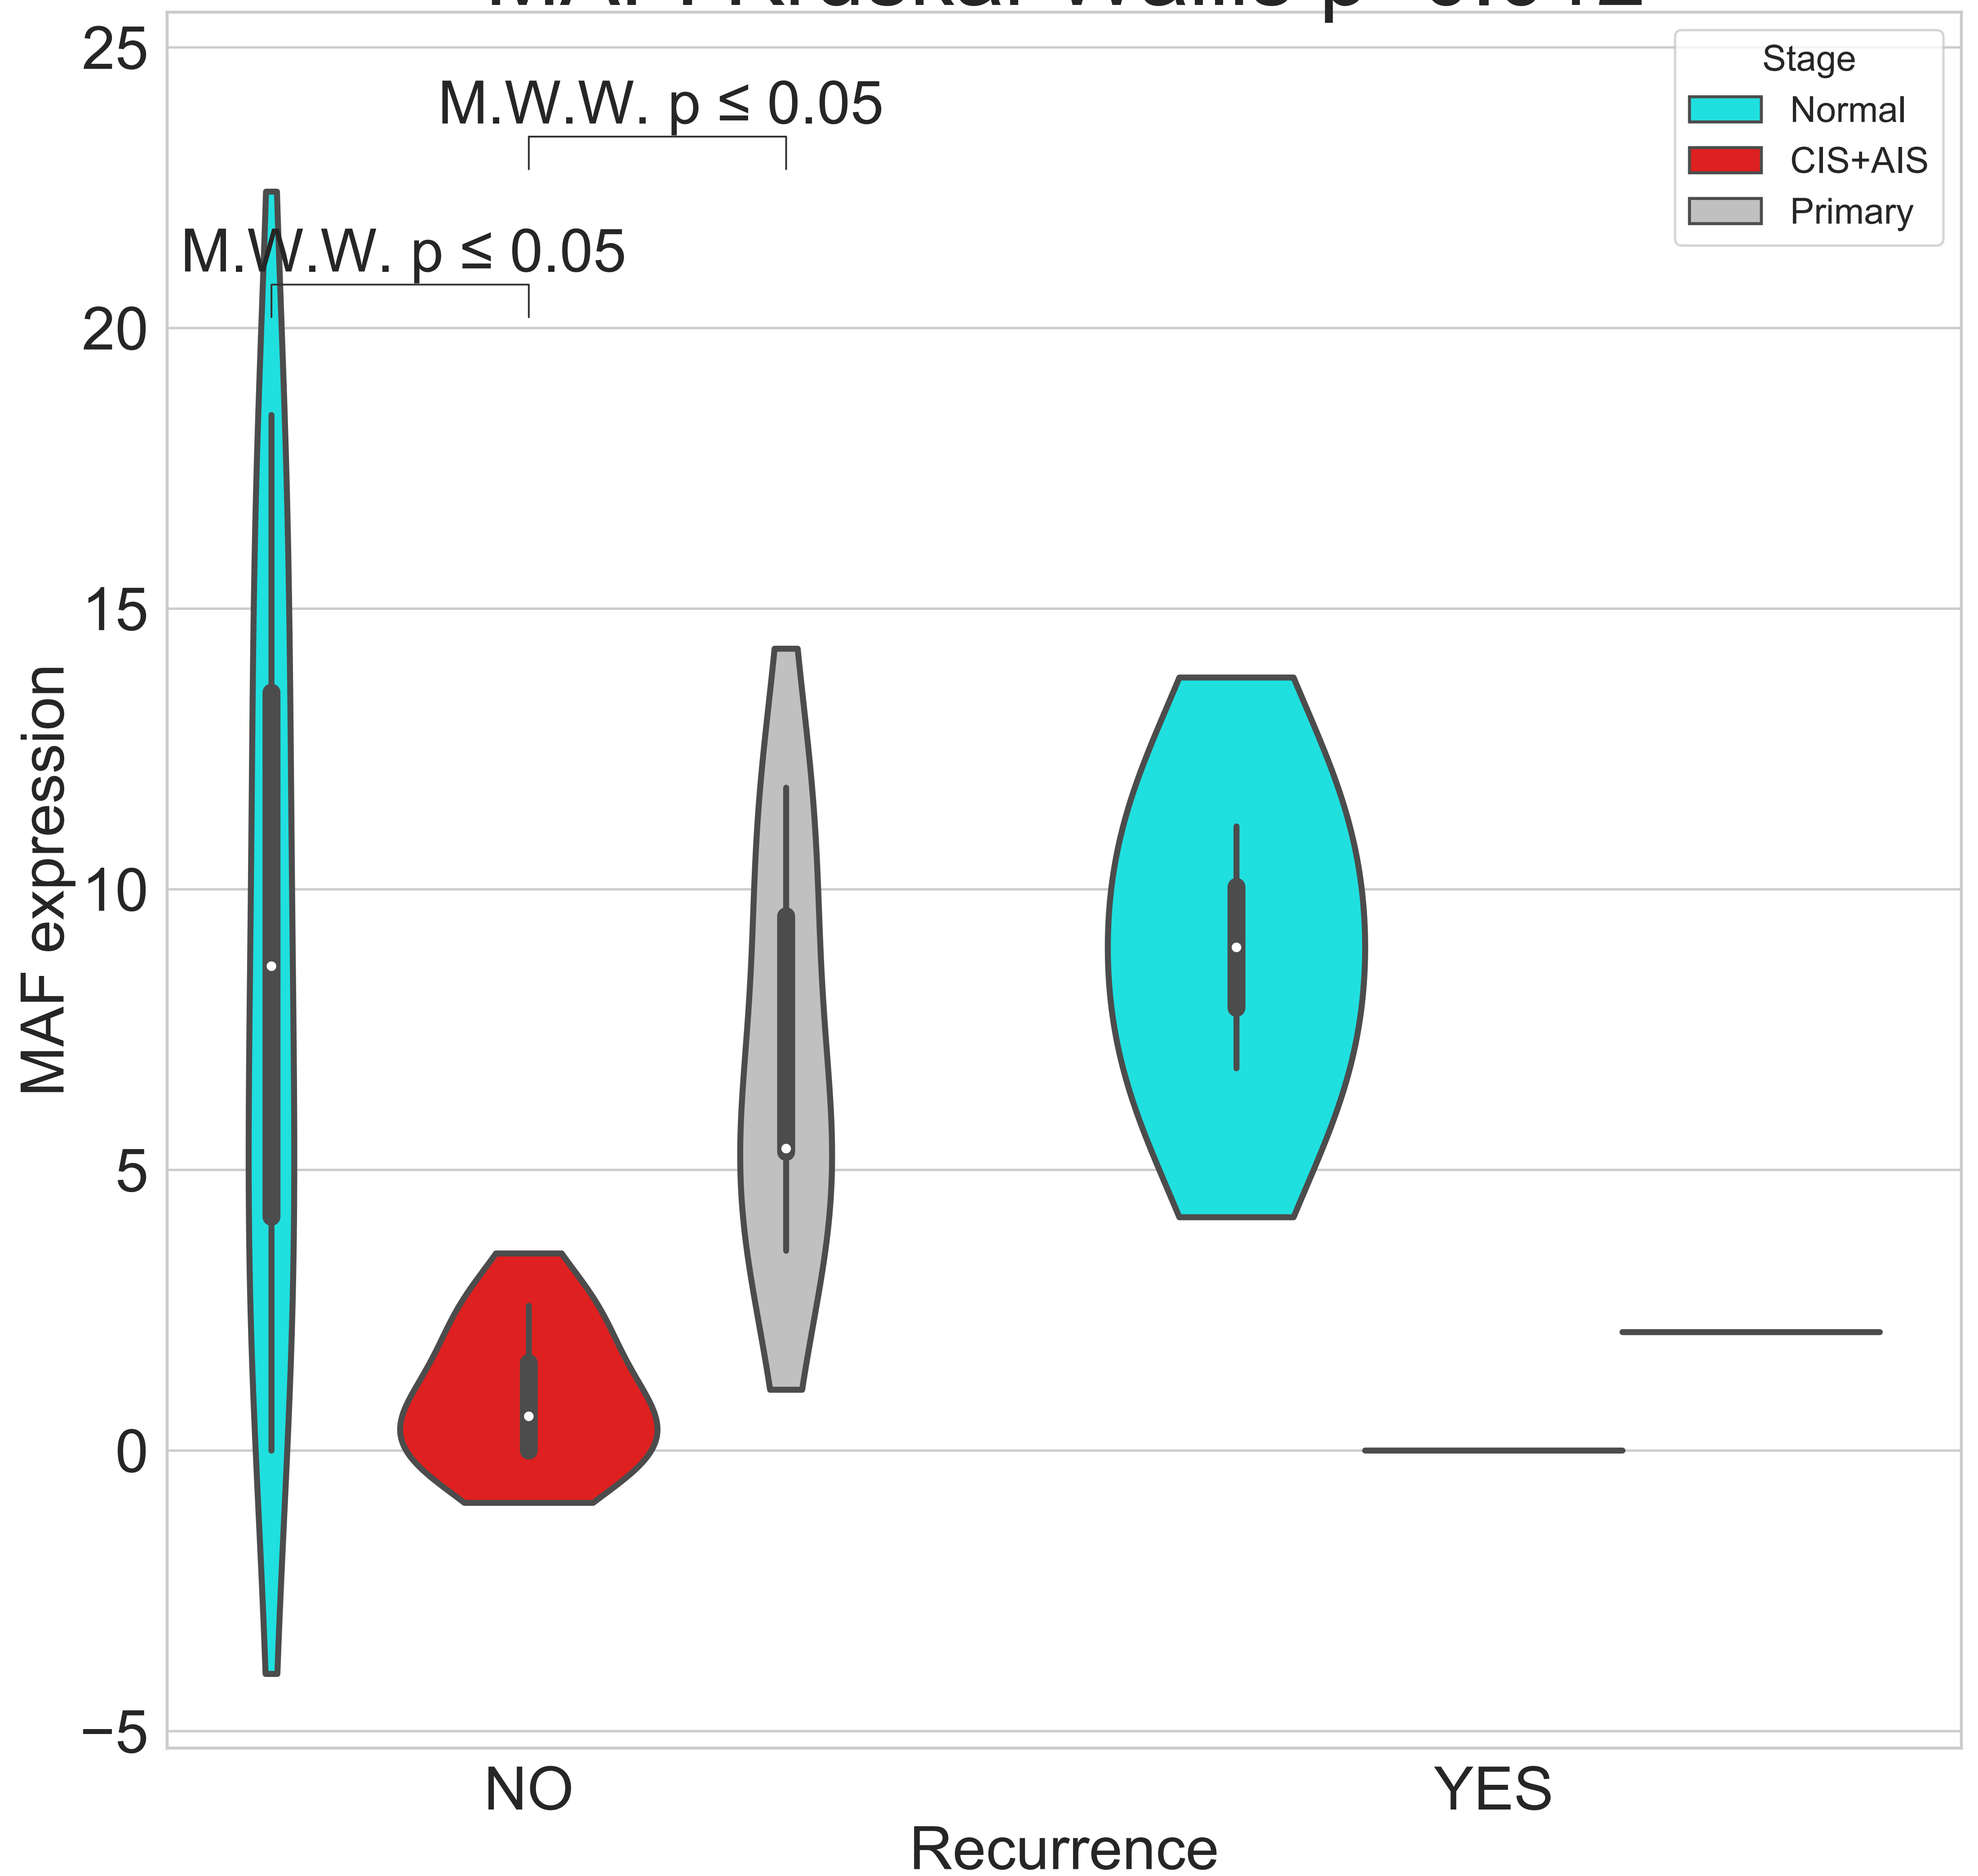 25
20
15
10
5
0
−5
MAF expression
M.W.W. p ≤ 0.05
M.W.W. p ≤ 0.05
Stage
Normal
CIS+AIS
Primary
NO
YES
Recurrence